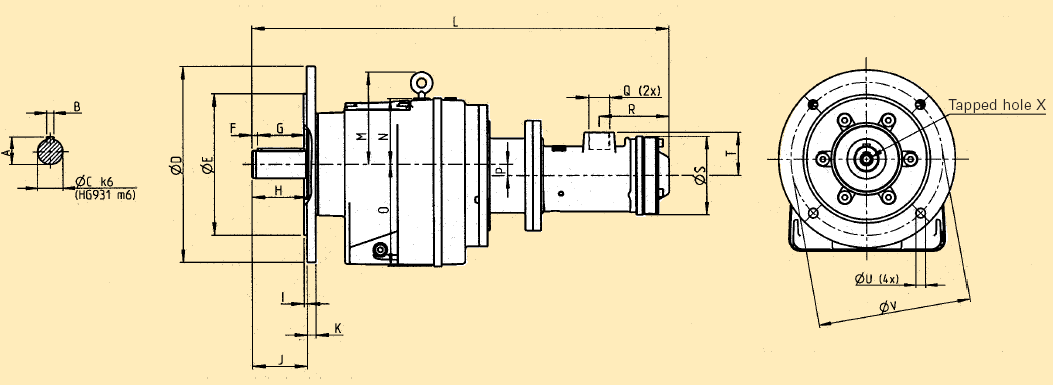 L
B
A
ØC k6
(HG931 m6)
ØD
ØE
F
G
H
M
N
O
P
Q (2x)
R
ØS
T
I
K
J
Tapped hole X
ØU (4x)
ØV